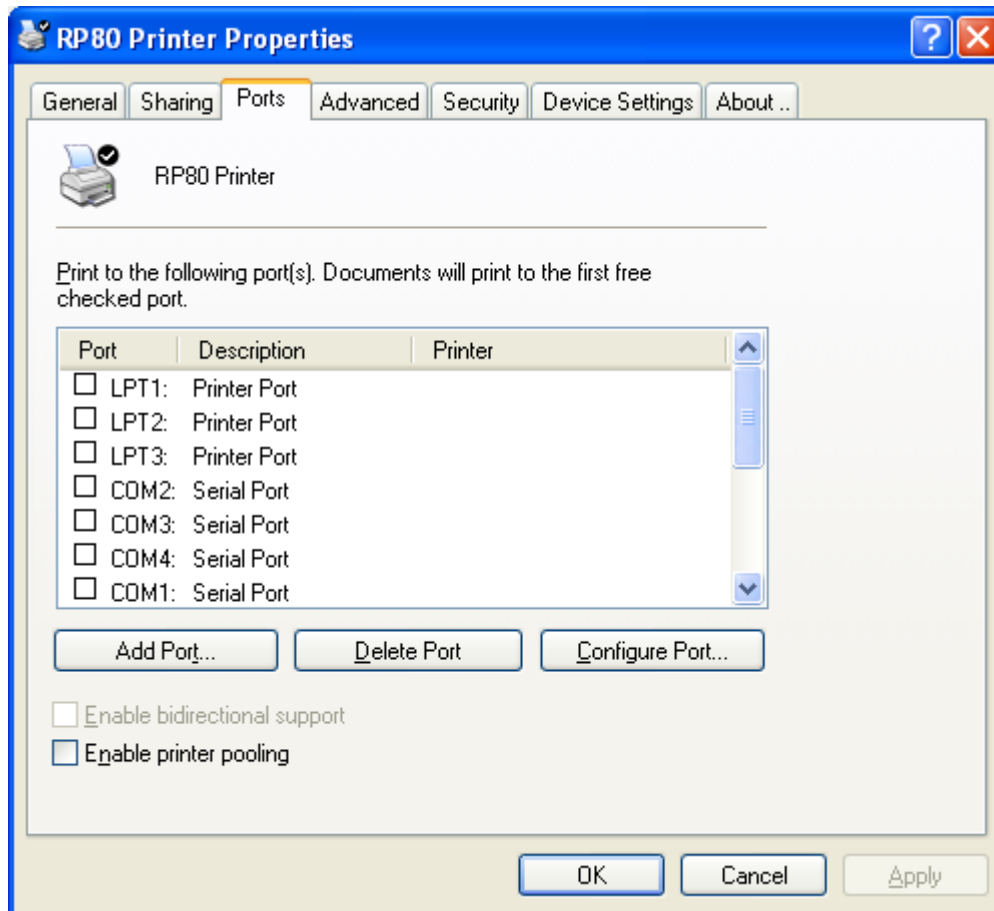 RP80 Printer Properties
General Sharing Ports Advanced Security Device Settings About ..
RP80 Printer
Print to the following port(s). Documents will print to the first free
checked port.
Port Description Printer
LPT1: Printer Port
LPT2: Printer Port
LPT3: Printer Port
COM2: Serial Port
COM3: Serial Port
COM4: Serial Port
COM1: Serial Port
Add Port... Delete Port Configure Port...
Enable bidirectional support
Enable printer pooling
OK Cancel Apply